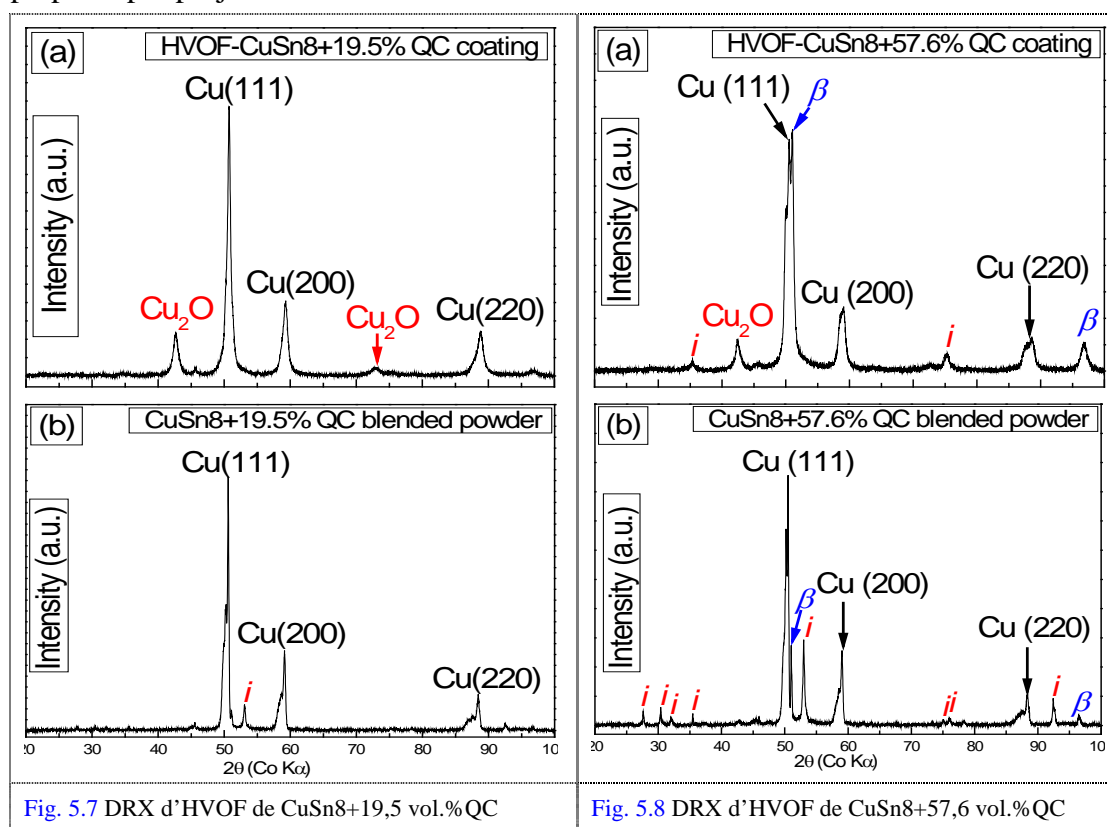 (a)
HVOF-CuSn8+19.5% QC coating
Cu(111)
Cu₂O
Cu(200)
Cu₂O
Cu(220)
Intensity (a.u.)
(b)
CuSn8+19.5% QC blended powder
Cu(111)
Cu(200)
i
Cu(220)
Intensity (a.u.)
20 30 40 50 60 70 80 90 10
2θ (Co Kα)
Fig. 5.7 DRX d’HVOF de CuSn8+19,5 vol.%QC
(a)
HVOF-CuSn8+57.6% QC coating
Cu (111)
β
i
Cu₂O
Cu (200)
i
Cu (220)
β
Intensity (a.u.)
(b)
CuSn8+57.6% QC blended powder
Cu (111)
β
i
Cu (200)
Cu (220)
i i i i
i i
i
β
Intensity (a.u.)
20 30 40 50 60 70 80 90 10
2θ (Co Kα)
Fig. 5.8 DRX d’HVOF de CuSn8+57,6 vol.%QC